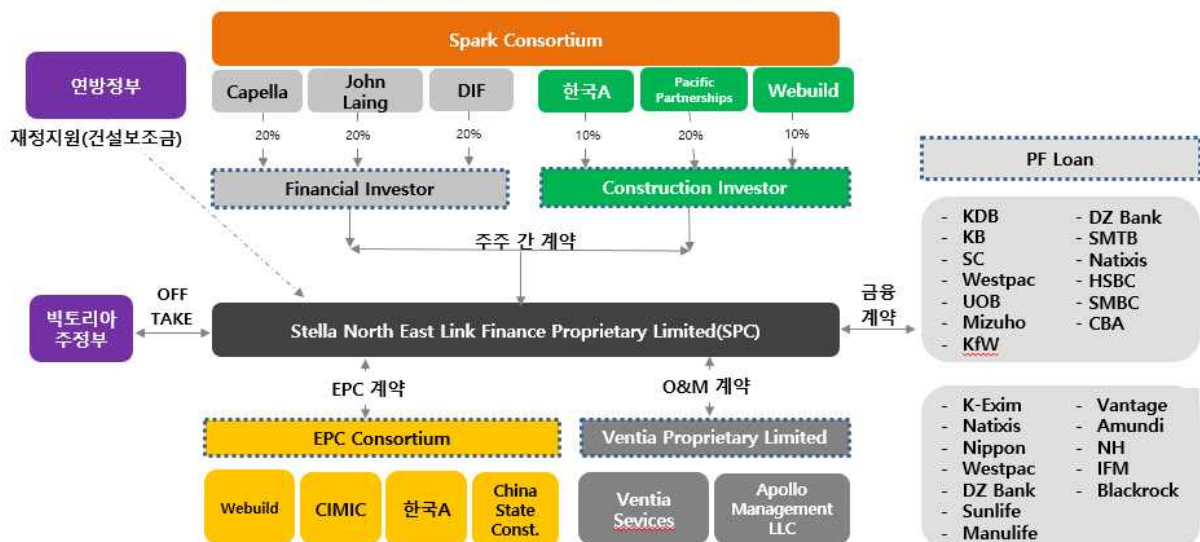 Spark Consortium
연방정부
Capella
John
Laing
DIF
한국A
Pacific
Partnerships
Webuild
20%
20%
20%
10%
20%
10%
재정지원(건설보조금)
Financial Investor
Construction Investor
PF Loan
주주 간 계약
- KDB
- KB
- SC
- Westpac
- UOB
- Mizuho
- KfW
- DZ Bank
- SMTB
- Natixis
- HSBC
- SMBC
- CBA
빅토리아
주정부
OFF
TAKE
Stella North East Link Finance Proprietary Limited(SPC)
금융
계약
EPC 계약
O&M 계약
EPC Consortium
Ventia Proprietary Limited
Webuild
CIMIC
한국A
China
State
Const.
Ventia
Sevices
Apollo
Management
LLC
- K-Exim
- Natixis
- Nippon
- Westpac
- DZ Bank
- Sunlife
- Manulife
- Vantage
- Amundi
- NH
- IFM
- Blackrock